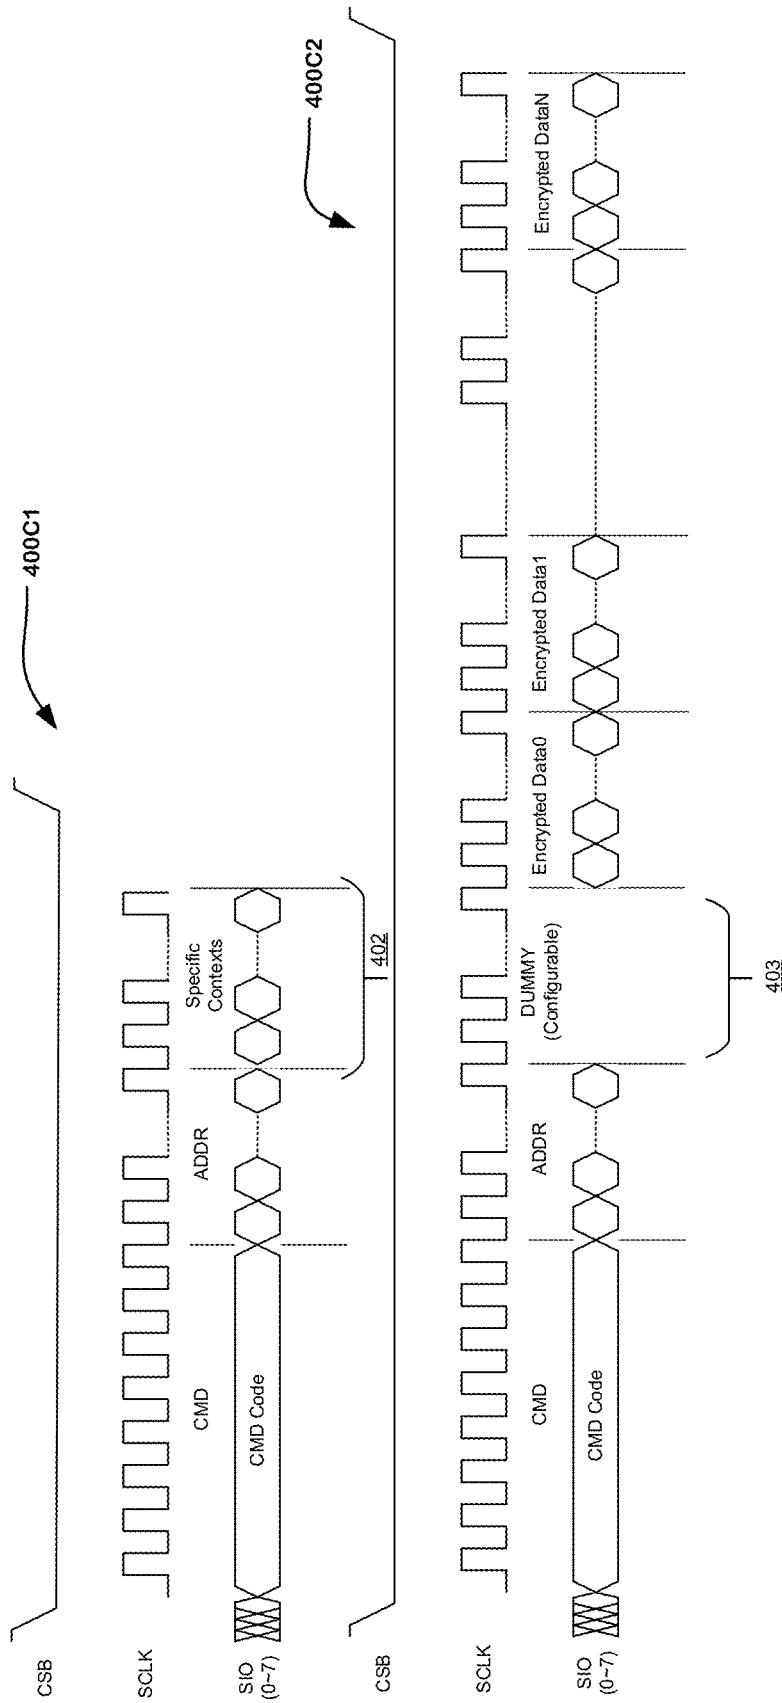 400C1
CSB
SCLK
CMD
ADDR
Specific
Contexts
SIO
(0~7)
CMD Code
402
400C2
CSB
SCLK
CMD
ADDR
DUMMY
(Configurable)
Encrypted Data0
Encrypted Data1
Encrypted DataN
SIO
(0~7)
CMD Code
403